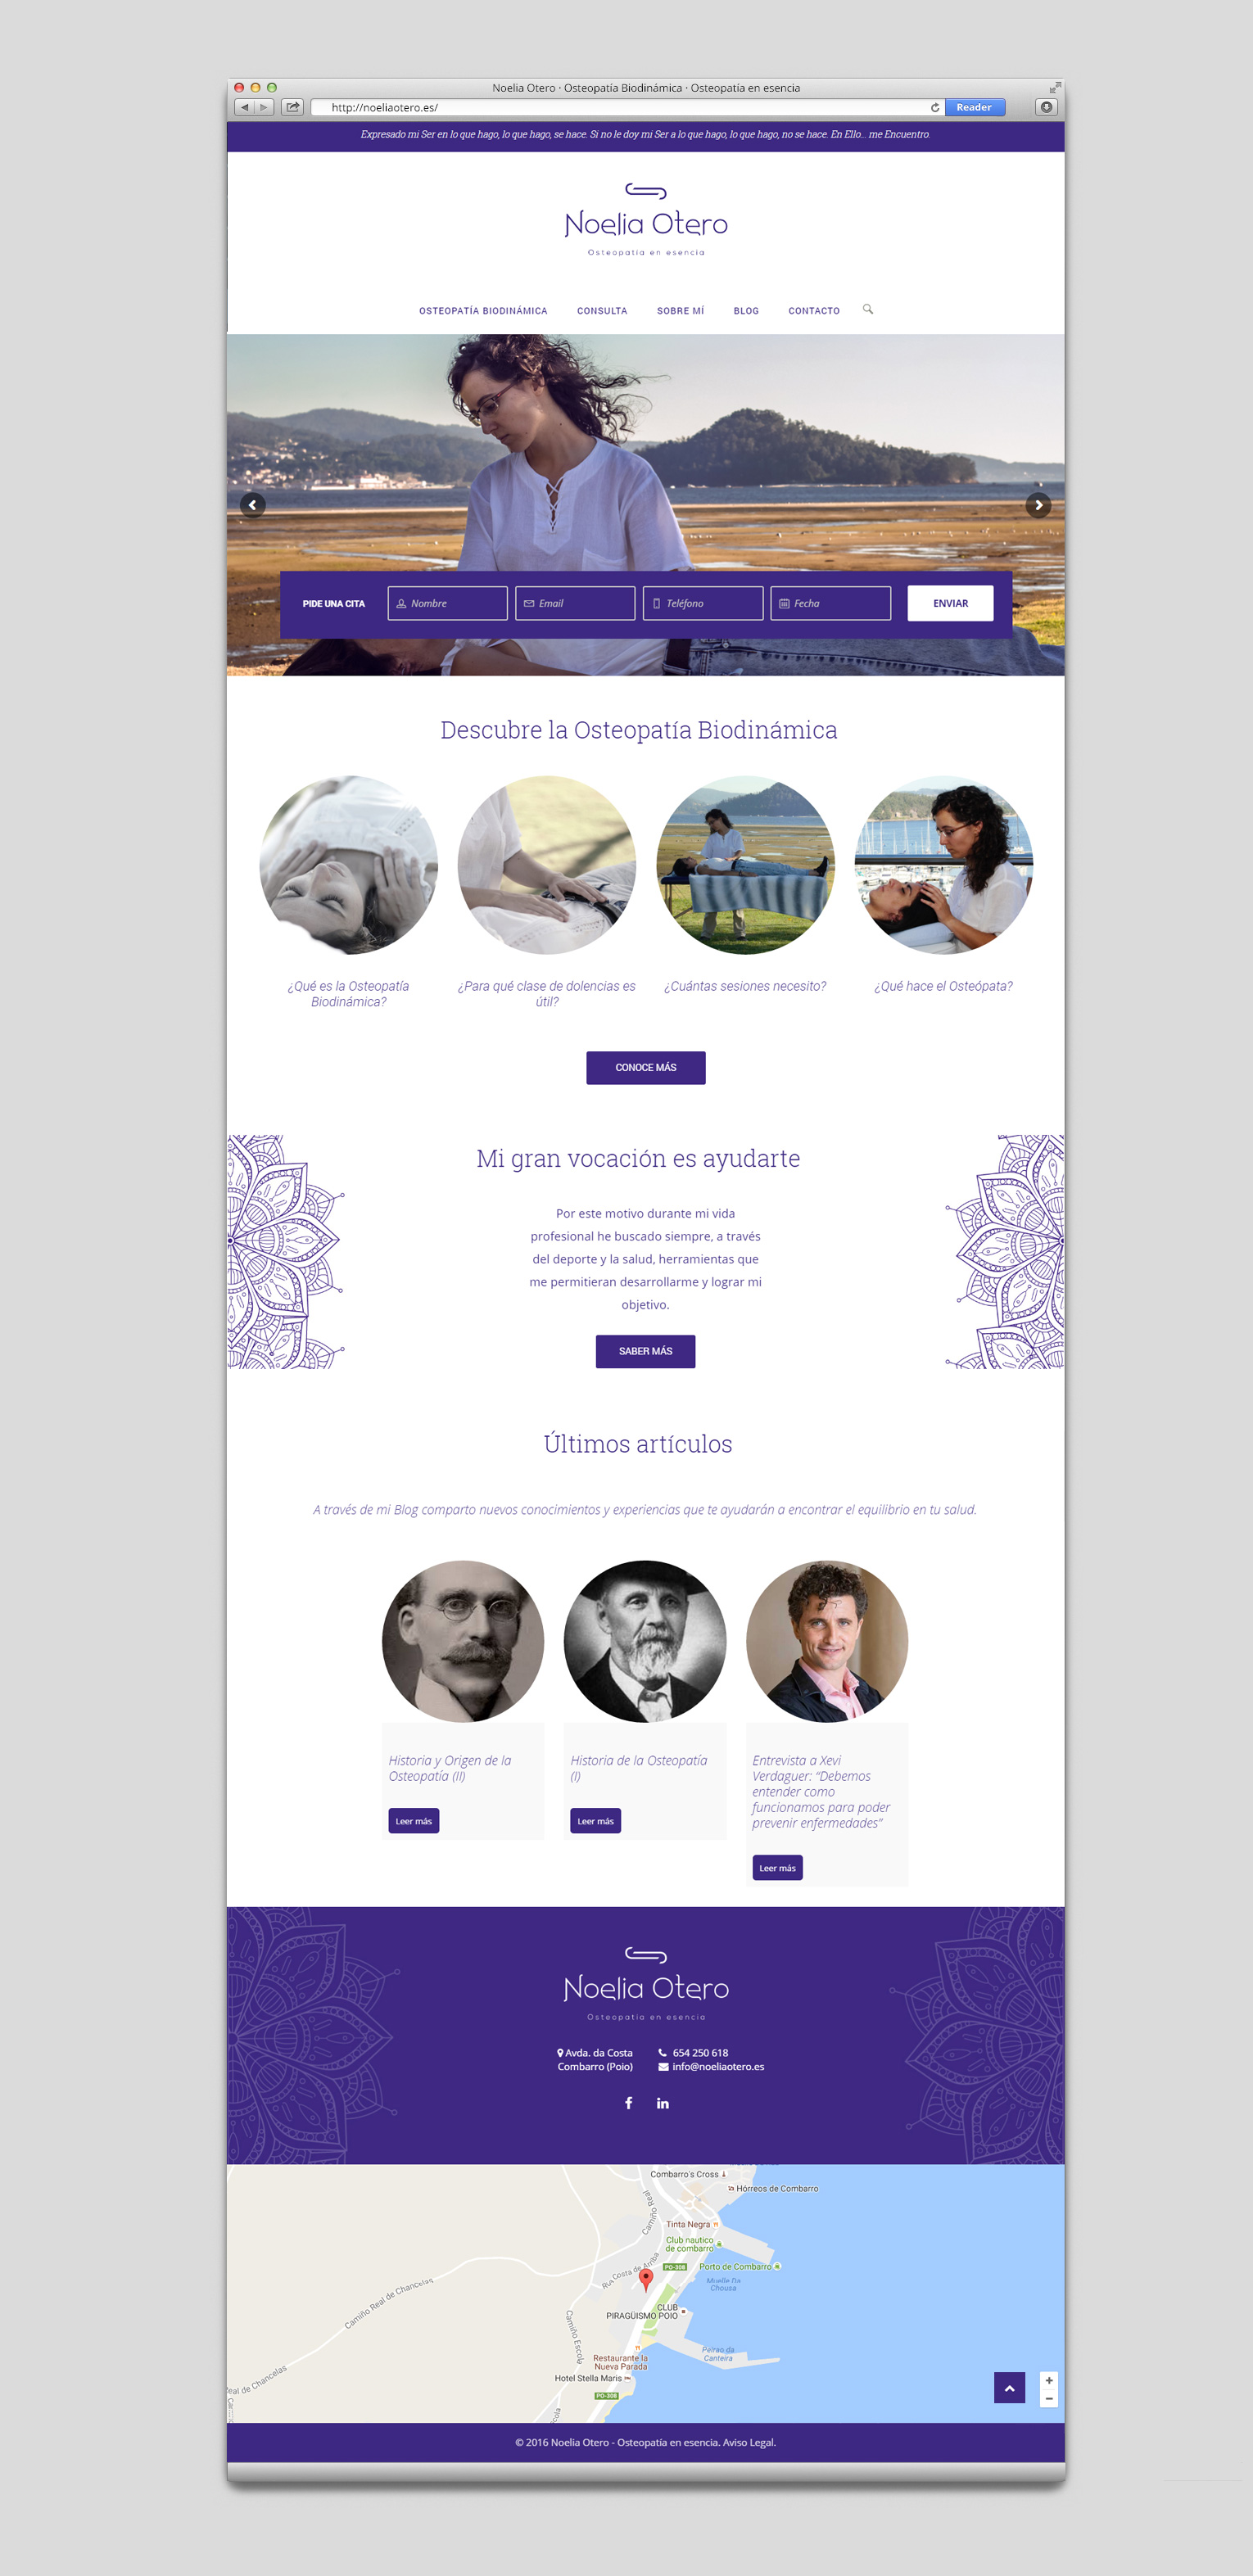 Noelia Otero · Osteopatía Biodinámica · Osteopatía en esencia
http://noeliaotero.es/
Reader
Expresado mi Ser en lo que hago, lo que hago, se hace. Si no le doy mi Ser a lo que hago, lo que hago, no se hace. En Ello... me Encuentro.
Noelia Otero
Osteopatía en esencia
OSTEOPATÍA BIODINÁMICA CONSULTA SOBRE MÍ BLOG CONTACTO
PIDE UNA CITA Nombre Email Teléfono Fecha ENVIAR
Descubre la Osteopatía Biodinámica
¿Qué es la Osteopatía
Biodinámica?
¿Para qué clase de dolencias es
útil?
¿Cuántas sesiones necesito?
¿Qué hace el Osteópata?
CONOCE MÁS
Mi gran vocación es ayudarte
Por este motivo durante mi vida
profesional he buscado siempre, a través
del deporte y la salud, herramientas que
me permitieran desarrollarme y lograr mi
objetivo.
SABER MÁS
Últimos artículos
A través de mi Blog comparto nuevos conocimientos y experiencias que te ayudarán a encontrar el equilibrio en tu salud.
Historia y Origen de la
Osteopatía (II)
Leer más
Historia de la Osteopatía
(I)
Leer más
Entrevista a Xevi
Verdaguer: “Debemos
entender como
funcionamos para poder
prevenir enfermedades”
Leer más
Noelia Otero
Osteopatía en esencia
Avda. da Costa
Combarro (Poio)
654 250 618
info@noeliaotero.es
f in
Combarro's Cross
Hórreos de Combarro
Camiño Real
Tinta Negra
Club nautico
de combarro
Rúa Costa de Arriba
PO-308
Porto de Combarro
Muelle Da
Chousa
Camiño Real de Chancelas
CLUB
PIRAGÜISMO POIO
Camiño Escola
Peirao da
Canteira
Restaurante la
Nueva Parada
Hotel Stella Maris
eal de Chancelas
PO-308
cola
+
−
© 2016 Noelia Otero - Osteopatía en esencia. Aviso Legal.